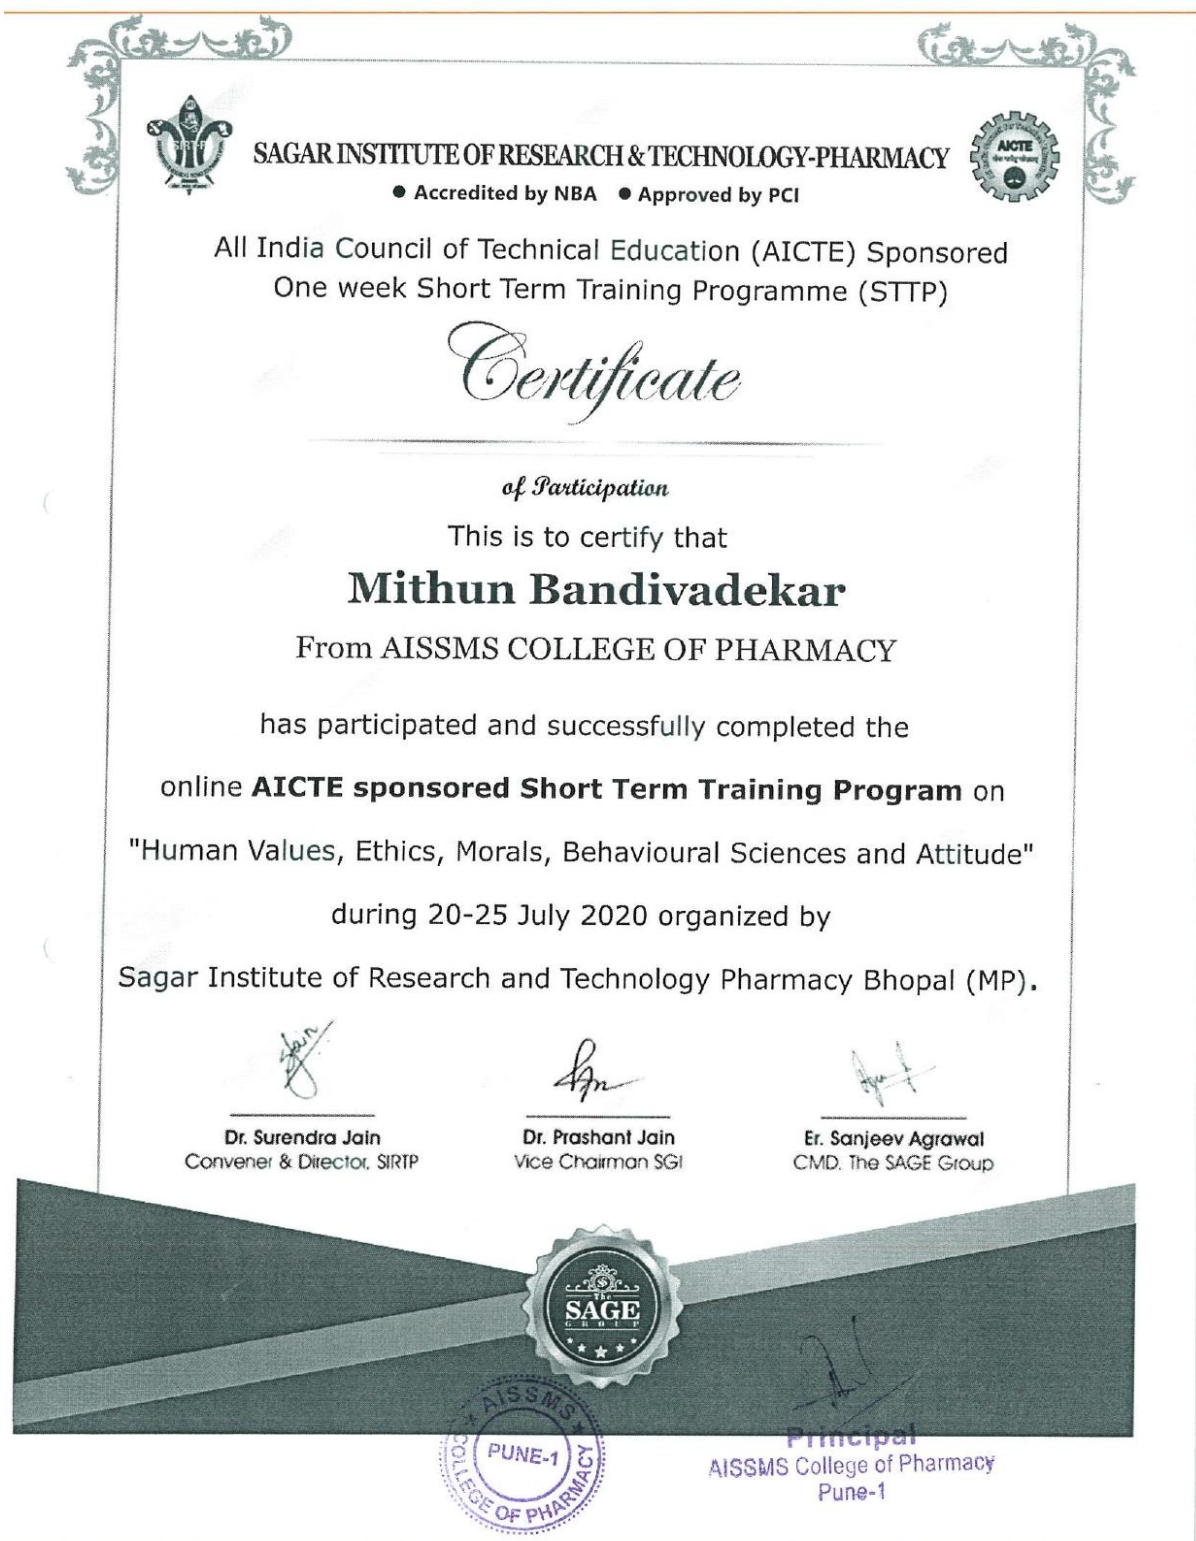 SIRT-P
AICTE
SAGAR INSTITUTE OF RESEARCH & TECHNOLOGY-PHARMACY
● Accredited by NBA ● Approved by PCI
All India Council of Technical Education (AICTE) Sponsored
One week Short Term Training Programme (STTP)
Certificate
of Participation
This is to certify that
Mithun Bandivadekar
From AISSMS COLLEGE OF PHARMACY
has participated and successfully completed the
online AICTE sponsored Short Term Training Program on
"Human Values, Ethics, Morals, Behavioural Sciences and Attitude"
during 20-25 July 2020 organized by
Sagar Institute of Research and Technology Pharmacy Bhopal (MP).
Dr. Surendra Jain
Convener & Director, SIRTP
Dr. Prashant Jain
Vice Chairman SGI
Er. Sanjeev Agrawal
CMD, The SAGE Group
The
SAGE
GROUP
AISSMS
COLLEGE OF PHARMACY
PUNE-1
Principal
AISSMS College of Pharmacy
Pune-1